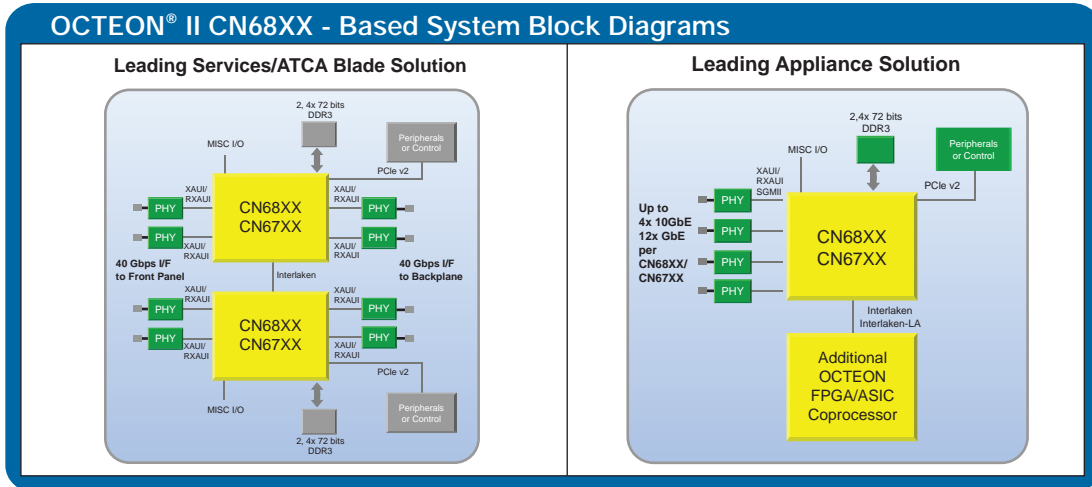 OCTEON® II CN68XX - Based System Block Diagrams
Leading Services/ATCA Blade Solution
2, 4x 72 bits
DDR3
Peripherals
or Control
MISC I/O
PCIe v2
XAUI/
RXAUI
XAUI/
RXAUI
PHY
CN68XX
CN67XX
PHY
PHY
PHY
XAUI/
RXAUI
XAUI/
RXAUI
40 Gbps I/F
to Front Panel
Interlaken
40 Gbps I/F
to Backplane
XAUI/
RXAUI
XAUI/
RXAUI
PHY
CN68XX
CN67XX
PHY
PHY
PHY
XAUI/
RXAUI
XAUI/
RXAUI
PCIe v2
MISC I/O
Peripherals
or Control
2, 4x 72 bits
DDR3
Leading Appliance Solution
2,4x 72 bits
DDR3
Peripherals
or Control
MISC I/O
PCIe v2
XAUI/
RXAUI
SGMII
PHY
PHY
PHY
PHY
Up to
4x 10GbE
12x GbE
per
CN68XX/
CN67XX
CN68XX
CN67XX
Interlaken
Interlaken-LA
Additional
OCTEON
FPGA/ASIC
Coprocessor